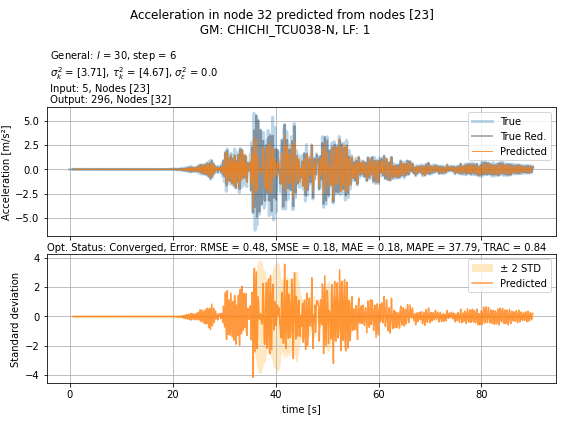 Acceleration in node 32 predicted from nodes [23]
GM: CHICHI_TCU038-N, LF: 1
General: l = 30, step = 6
σ²ₖ = [3.71], τ²ₖ = [4.67], σ²ε = 0.0
Input: 5, Nodes [23]
Output: 296, Nodes [32]
Acceleration [m/s²]
5.0
2.5
0.0
−2.5
−5.0
True
True Red.
Predicted
Opt. Status: Converged, Error: RMSE = 0.48, SMSE = 0.18, MAE = 0.18, MAPE = 37.79, TRAC = 0.84
Standard deviation
4
2
0
−2
−4
± 2 STD
Predicted
0 20 40 60 80
time [s]